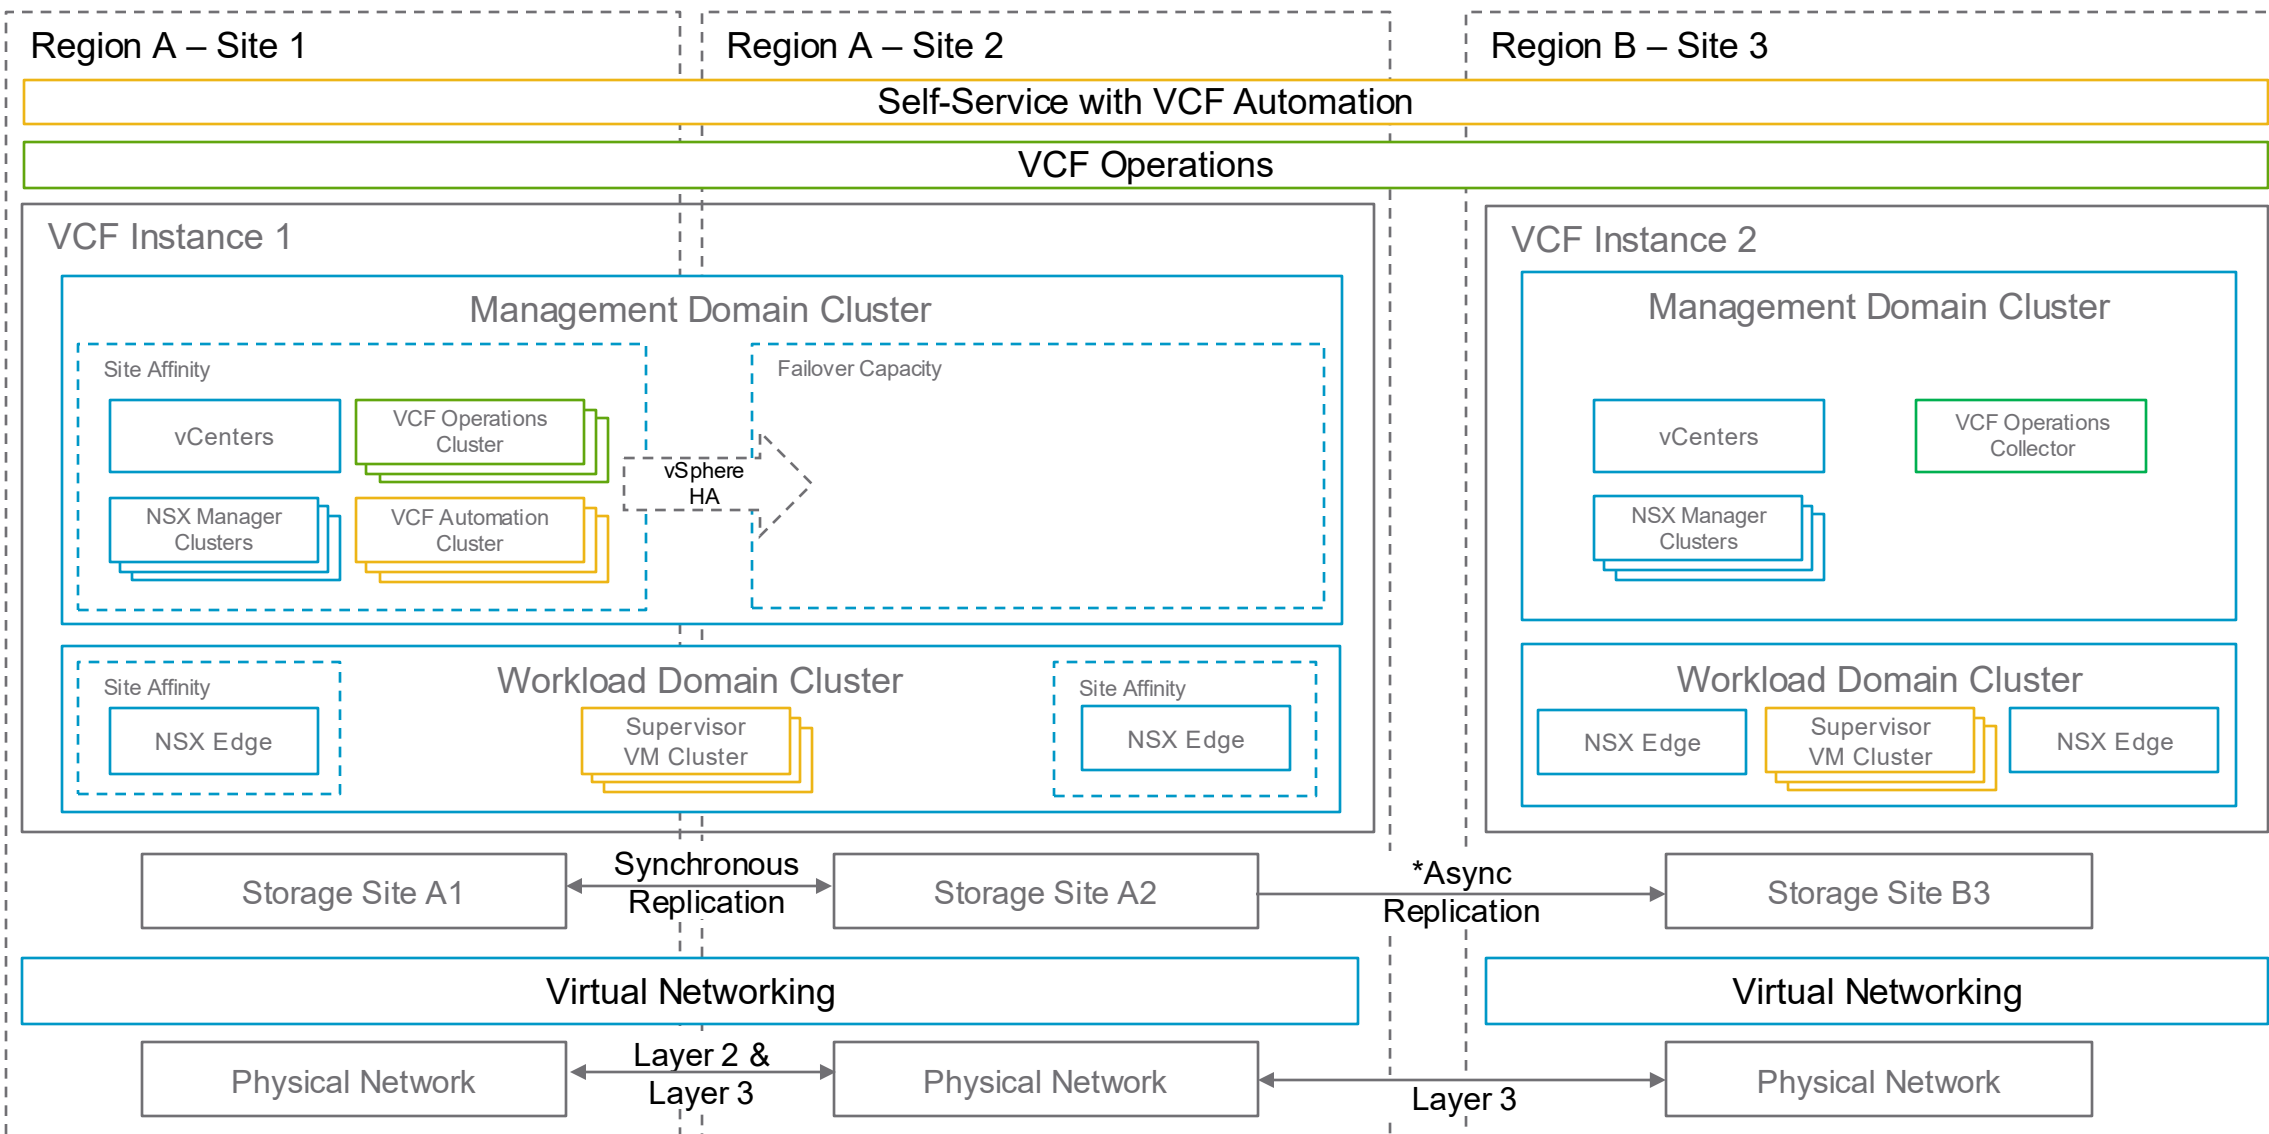 Region A – Site 1
Region A – Site 2
Region B – Site 3
Self-Service with VCF Automation
VCF Operations
VCF Instance 1
Management Domain Cluster
Site Affinity
vCenters
VCF Operations
Cluster
NSX Manager
Clusters
VCF Automation
Cluster
vSphere
HA
Failover Capacity
Workload Domain Cluster
Site Affinity
NSX Edge
Supervisor
VM Cluster
Site Affinity
NSX Edge
VCF Instance 2
Management Domain Cluster
vCenters
VCF Operations
Collector
NSX Manager
Clusters
Workload Domain Cluster
NSX Edge
Supervisor
VM Cluster
NSX Edge
Storage Site A1
Synchronous
Replication
Storage Site A2
*Async
Replication
Storage Site B3
Virtual Networking
Virtual Networking
Physical Network
Layer 2 &
Layer 3
Physical Network
Layer 3
Physical Network